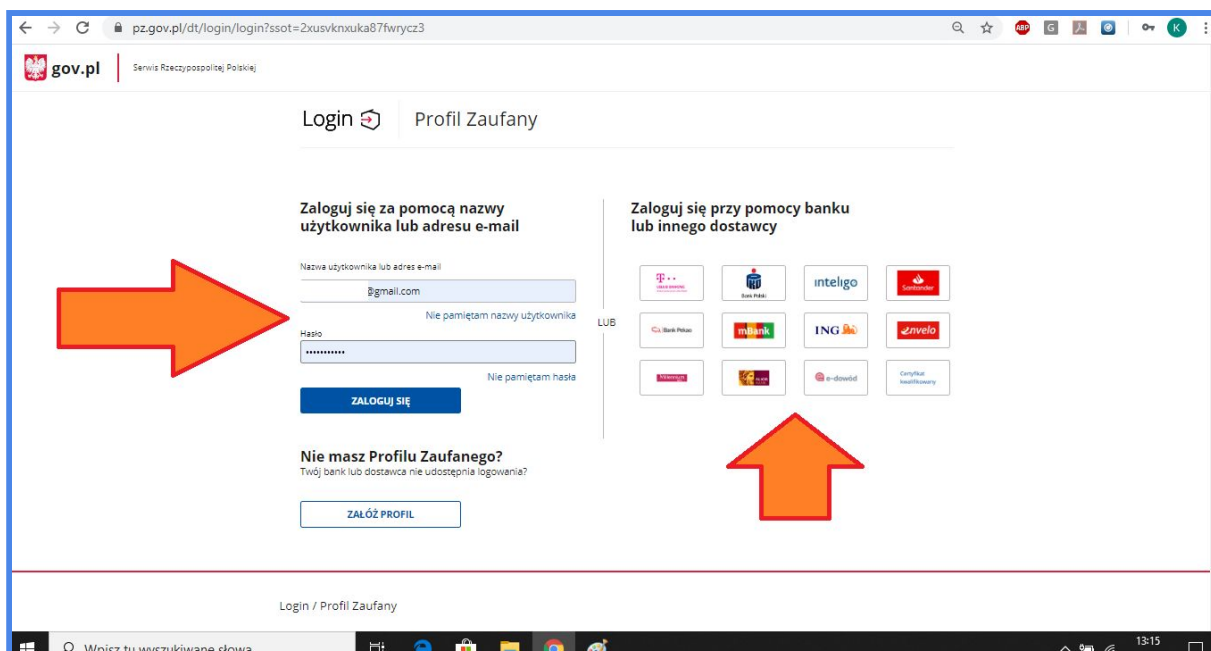 pz.gov.pl/dt/login/login?ssot=2xusvknxuka87fwrycz3
ABP
G
K
gov.pl
Serwis Rzeczypospolitej Polskiej
Login
Profil Zaufany
Zaloguj się za pomocą nazwy
użytkownika lub adresu e-mail
Nazwa użytkownika lub adres e-mail
@gmail.com
Nie pamiętam nazwy użytkownika
Hasło
•••••••••••
Nie pamiętam hasła
ZALOGUJ SIĘ
Nie masz Profilu Zaufanego?
Twój bank lub dostawca nie udostępnia logowania?
ZAŁÓŻ PROFIL
LUB
Zaloguj się przy pomocy banku
lub innego dostawcy
T
Bank Polski
inteligo
Santander
Bank Pekao
mBank
ING
envelo
Millennium
e-dowód
Certyfikat
kwalifikowany
Login / Profil Zaufany
Wpisz tu wyszukiwane słowa
13:15